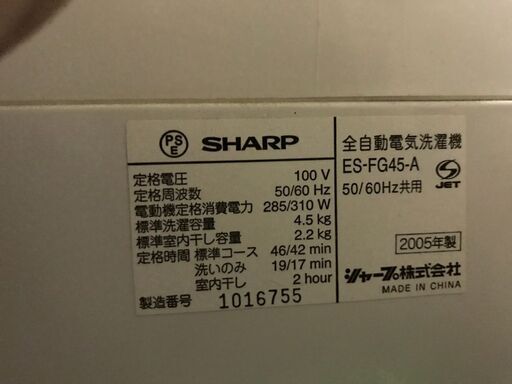 PS E
SHARP
定格電圧 100 V
定格周波数 50/60 Hz
電動機定格消費電力 285/310 W
標準洗濯容量 4.5 kg
標準室内干し容量 2.2 kg
定格時間 標準コース 46/42 min
洗いのみ 19/17 min
室内干し 2 hour
製造番号 1016755
全自動電気洗濯機
ES-FG45-A
50/60Hz共用
JET
2005年製
シャープ株式会社
MADE IN CHINA